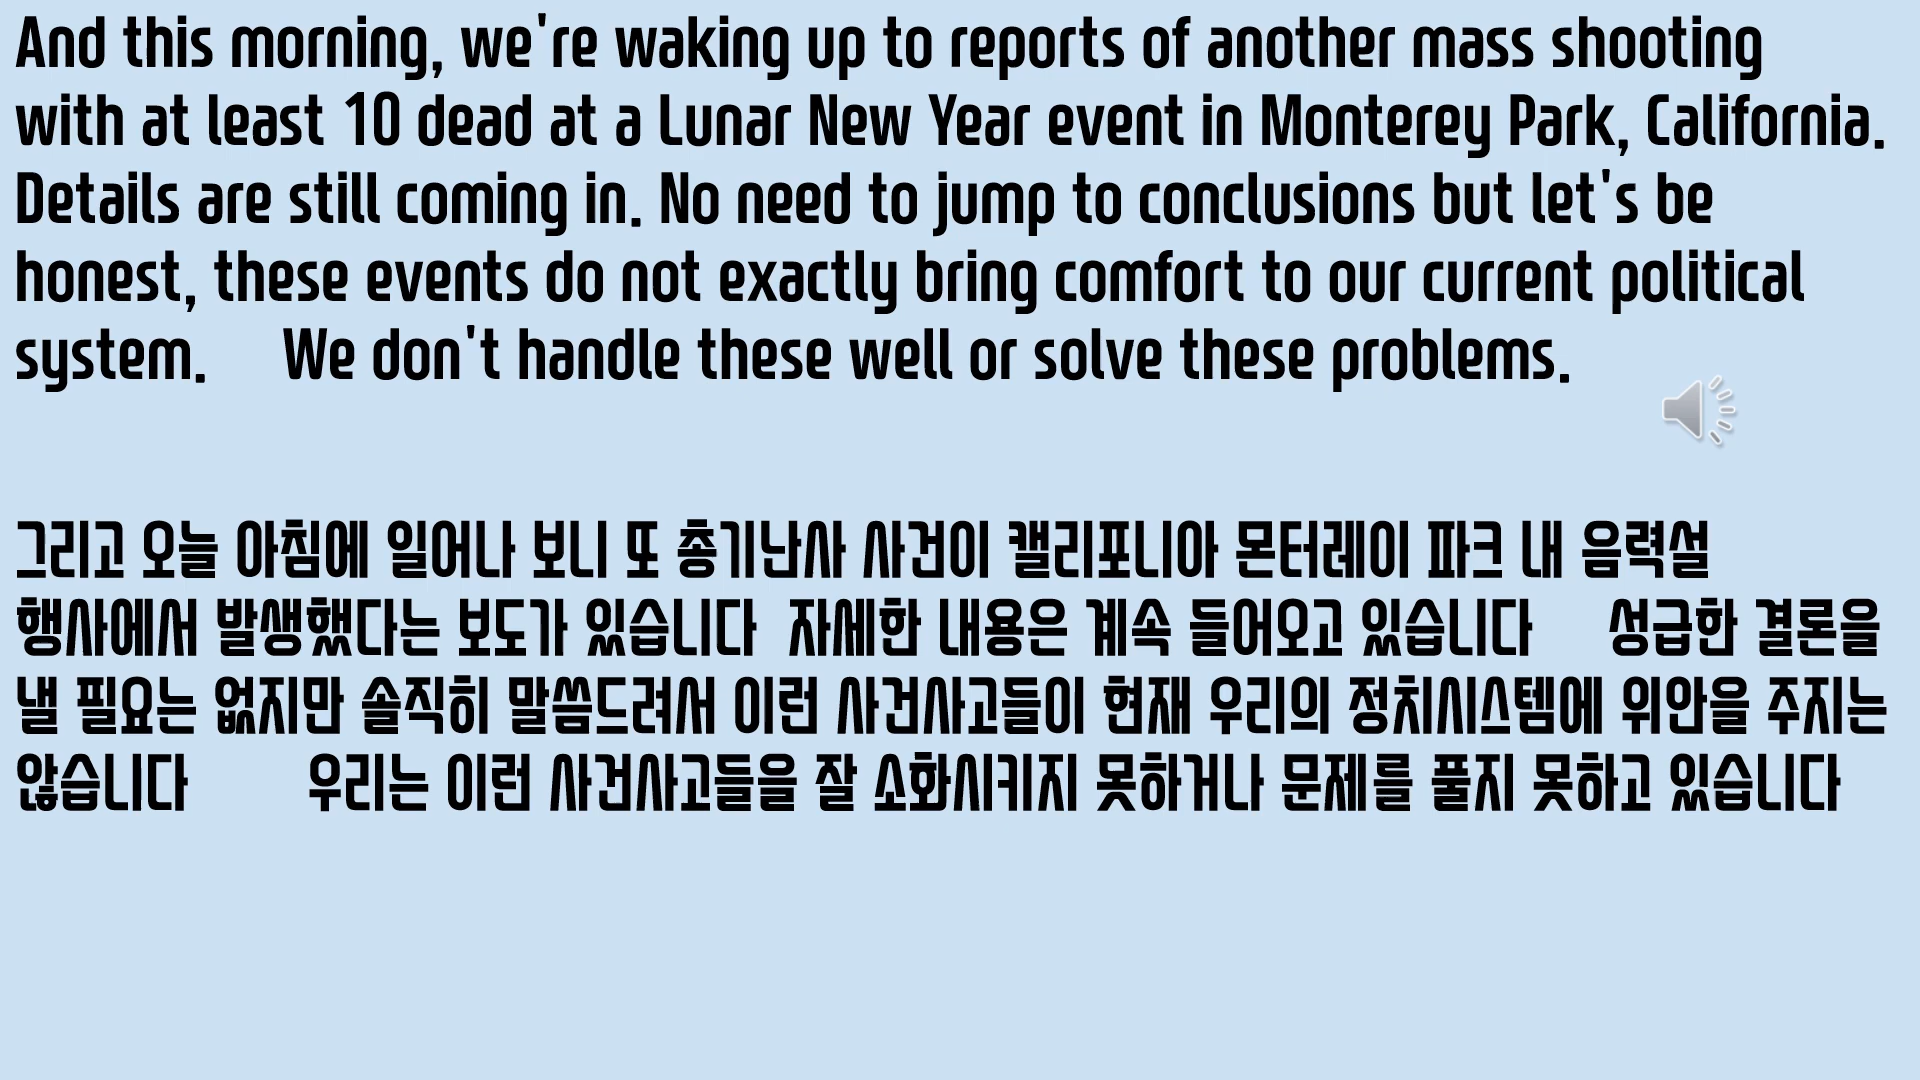 And this morning, we're waking up to reports of another mass shooting
with at least 10 dead at a Lunar New Year event in Monterey Park, California.
Details are still coming in. No need to jump to conclusions but let's be
honest, these events do not exactly bring comfort to our current political
system. We don't handle these well or solve these problems.
그리고 오늘 아침에 일어나 보니 또 총기난사 사건이 캘리포니아 몬터레이 파크 내 음력설
행사에서 발생했다는 보도가 있습니다 자세한 내용은 계속 들어오고 있습니다 성급한 결론을
낼 필요는 없지만 솔직히 말씀드려서 이런 사건사고들이 현재 우리의 정치시스템에 위안을 주지는
않습니다 우리는 이런 사건사고들을 잘 소화시키지 못하거나 문제를 풀지 못하고 있습니다